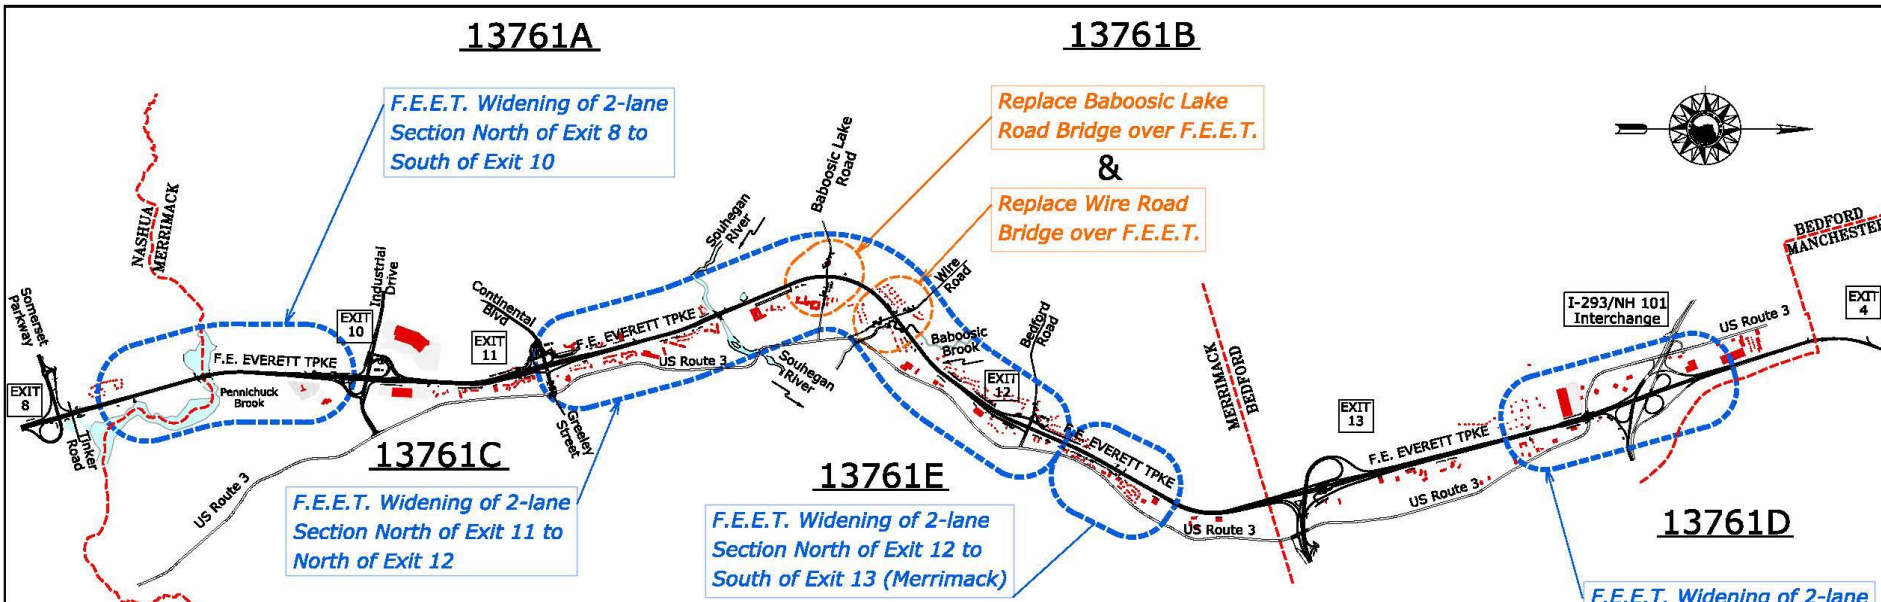 13761A
13761B
F.E.E.T. Widening of 2-lane
Section North of Exit 8 to
South of Exit 10
Replace Baboosic Lake
Road Bridge over F.E.E.T.
&
Replace Wire Road
Bridge over F.E.E.T.
NASHUA
MERRIMACK
Somerset
Parkway
EXIT
8
Tinker
Road
F.E. EVERETT TPKE
Pennichuck
Brook
EXIT
10
Industrial
Drive
US Route 3
Continental
Blvd
EXIT
11
Greeley
Street
F.E. EVERETT TPKE
US Route 3
Souhegan
River
Souhegan
River
Baboosic Lake
Road
Wire
Road
Baboosic
Brook
Bedford
Road
EXIT
12
F.E. EVERETT TPKE
US Route 3
MERRIMACK
BEDFORD
EXIT
13
F.E. EVERETT TPKE
US Route 3
I-293/NH 101
Interchange
US Route 3
BEDFORD
MANCHESTER
EXIT
4
13761C
F.E.E.T. Widening of 2-lane
Section North of Exit 11 to
North of Exit 12
13761E
F.E.E.T. Widening of 2-lane
Section North of Exit 12 to
South of Exit 13 (Merrimack)
13761D
F.E.E.T. Widening of 2-lane